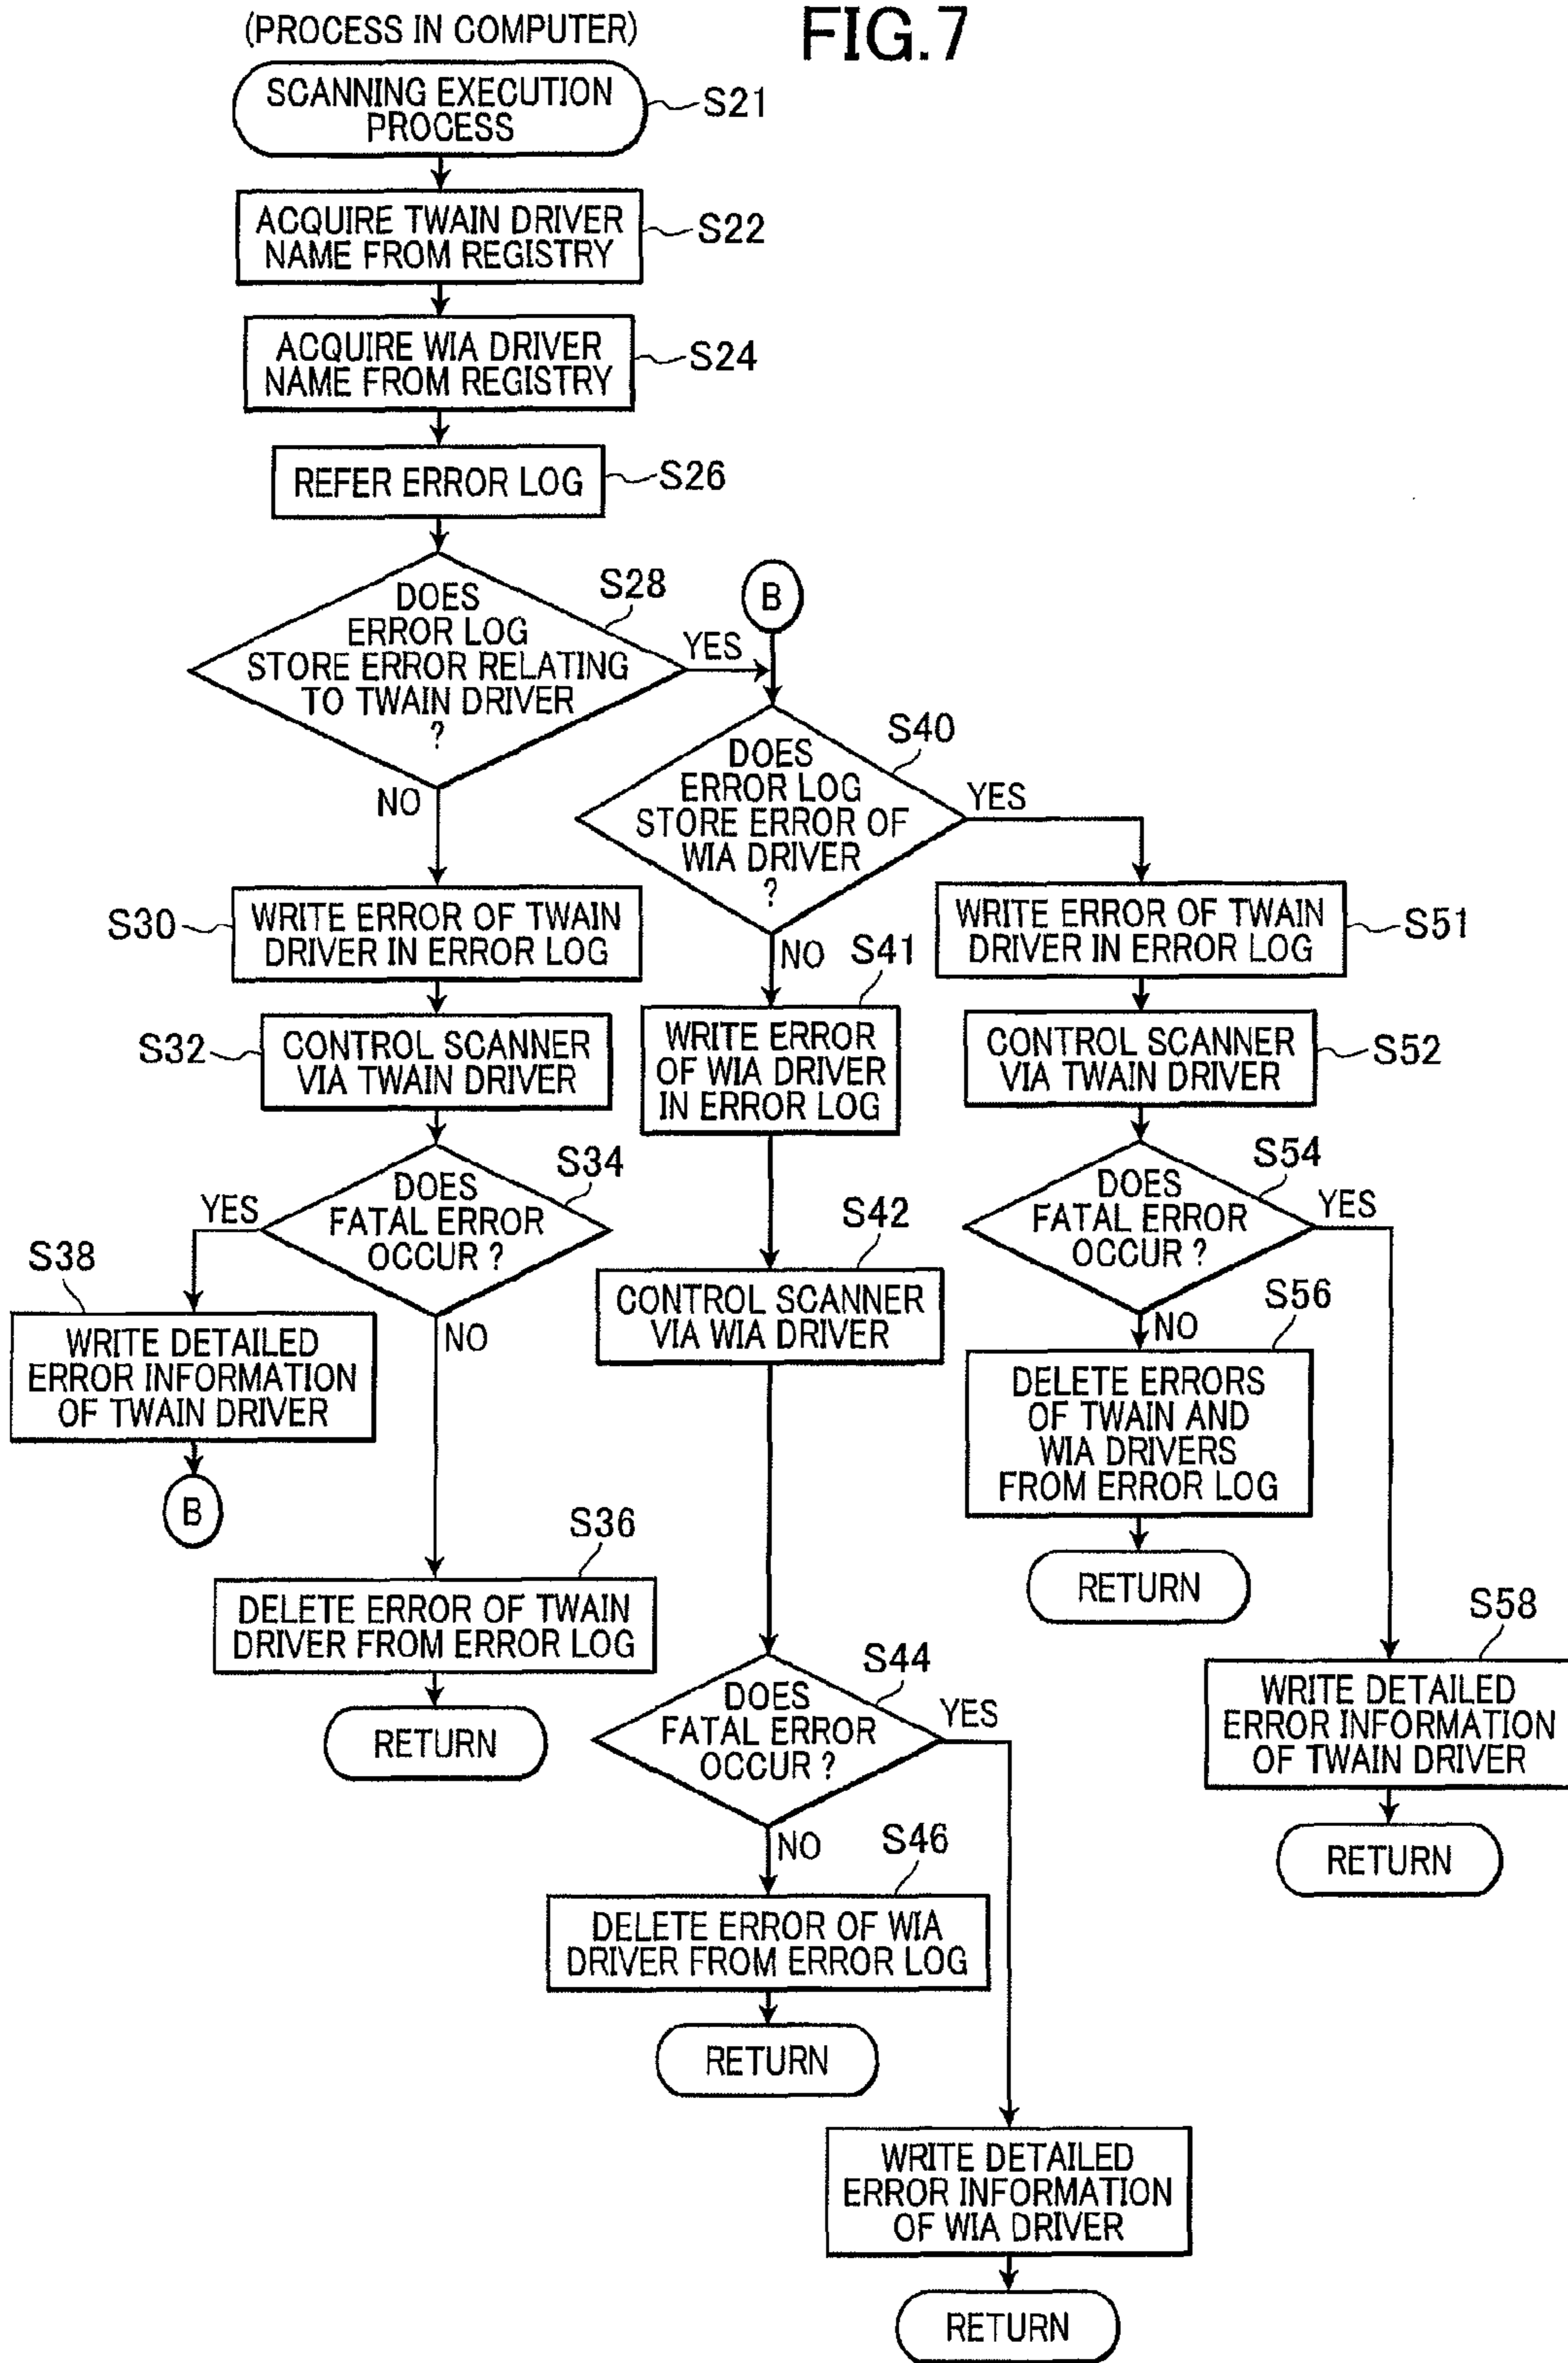 FIG.7
(PROCESS IN COMPUTER)
SCANNING EXECUTION
PROCESS
S21
ACQUIRE TWAIN DRIVER
NAME FROM REGISTRY
S22
ACQUIRE WIA DRIVER
NAME FROM REGISTRY
S24
REFER ERROR LOG
S26
DOES
ERROR LOG
STORE ERROR RELATING
TO TWAIN DRIVER
?
S28
YES
NO
B
DOES
ERROR LOG
STORE ERROR OF
WIA DRIVER
?
S40
YES
NO
S30
WRITE ERROR OF TWAIN
DRIVER IN ERROR LOG
S32
CONTROL SCANNER
VIA TWAIN DRIVER
DOES
FATAL ERROR
OCCUR ?
S34
YES
NO
S38
WRITE DETAILED
ERROR INFORMATION
OF TWAIN DRIVER
B
S36
DELETE ERROR OF TWAIN
DRIVER FROM ERROR LOG
RETURN
S41
WRITE ERROR
OF WIA DRIVER
IN ERROR LOG
S42
CONTROL SCANNER
VIA WIA DRIVER
DOES
FATAL ERROR
OCCUR ?
S44
YES
NO
S46
DELETE ERROR OF WIA
DRIVER FROM ERROR LOG
RETURN
WRITE DETAILED
ERROR INFORMATION
OF WIA DRIVER
RETURN
WRITE ERROR OF TWAIN
DRIVER IN ERROR LOG
S51
CONTROL SCANNER
VIA TWAIN DRIVER
S52
DOES
FATAL ERROR
OCCUR ?
S54
YES
NO
S56
DELETE ERRORS
OF TWAIN AND
WIA DRIVERS
FROM ERROR LOG
RETURN
S58
WRITE DETAILED
ERROR INFORMATION
OF TWAIN DRIVER
RETURN